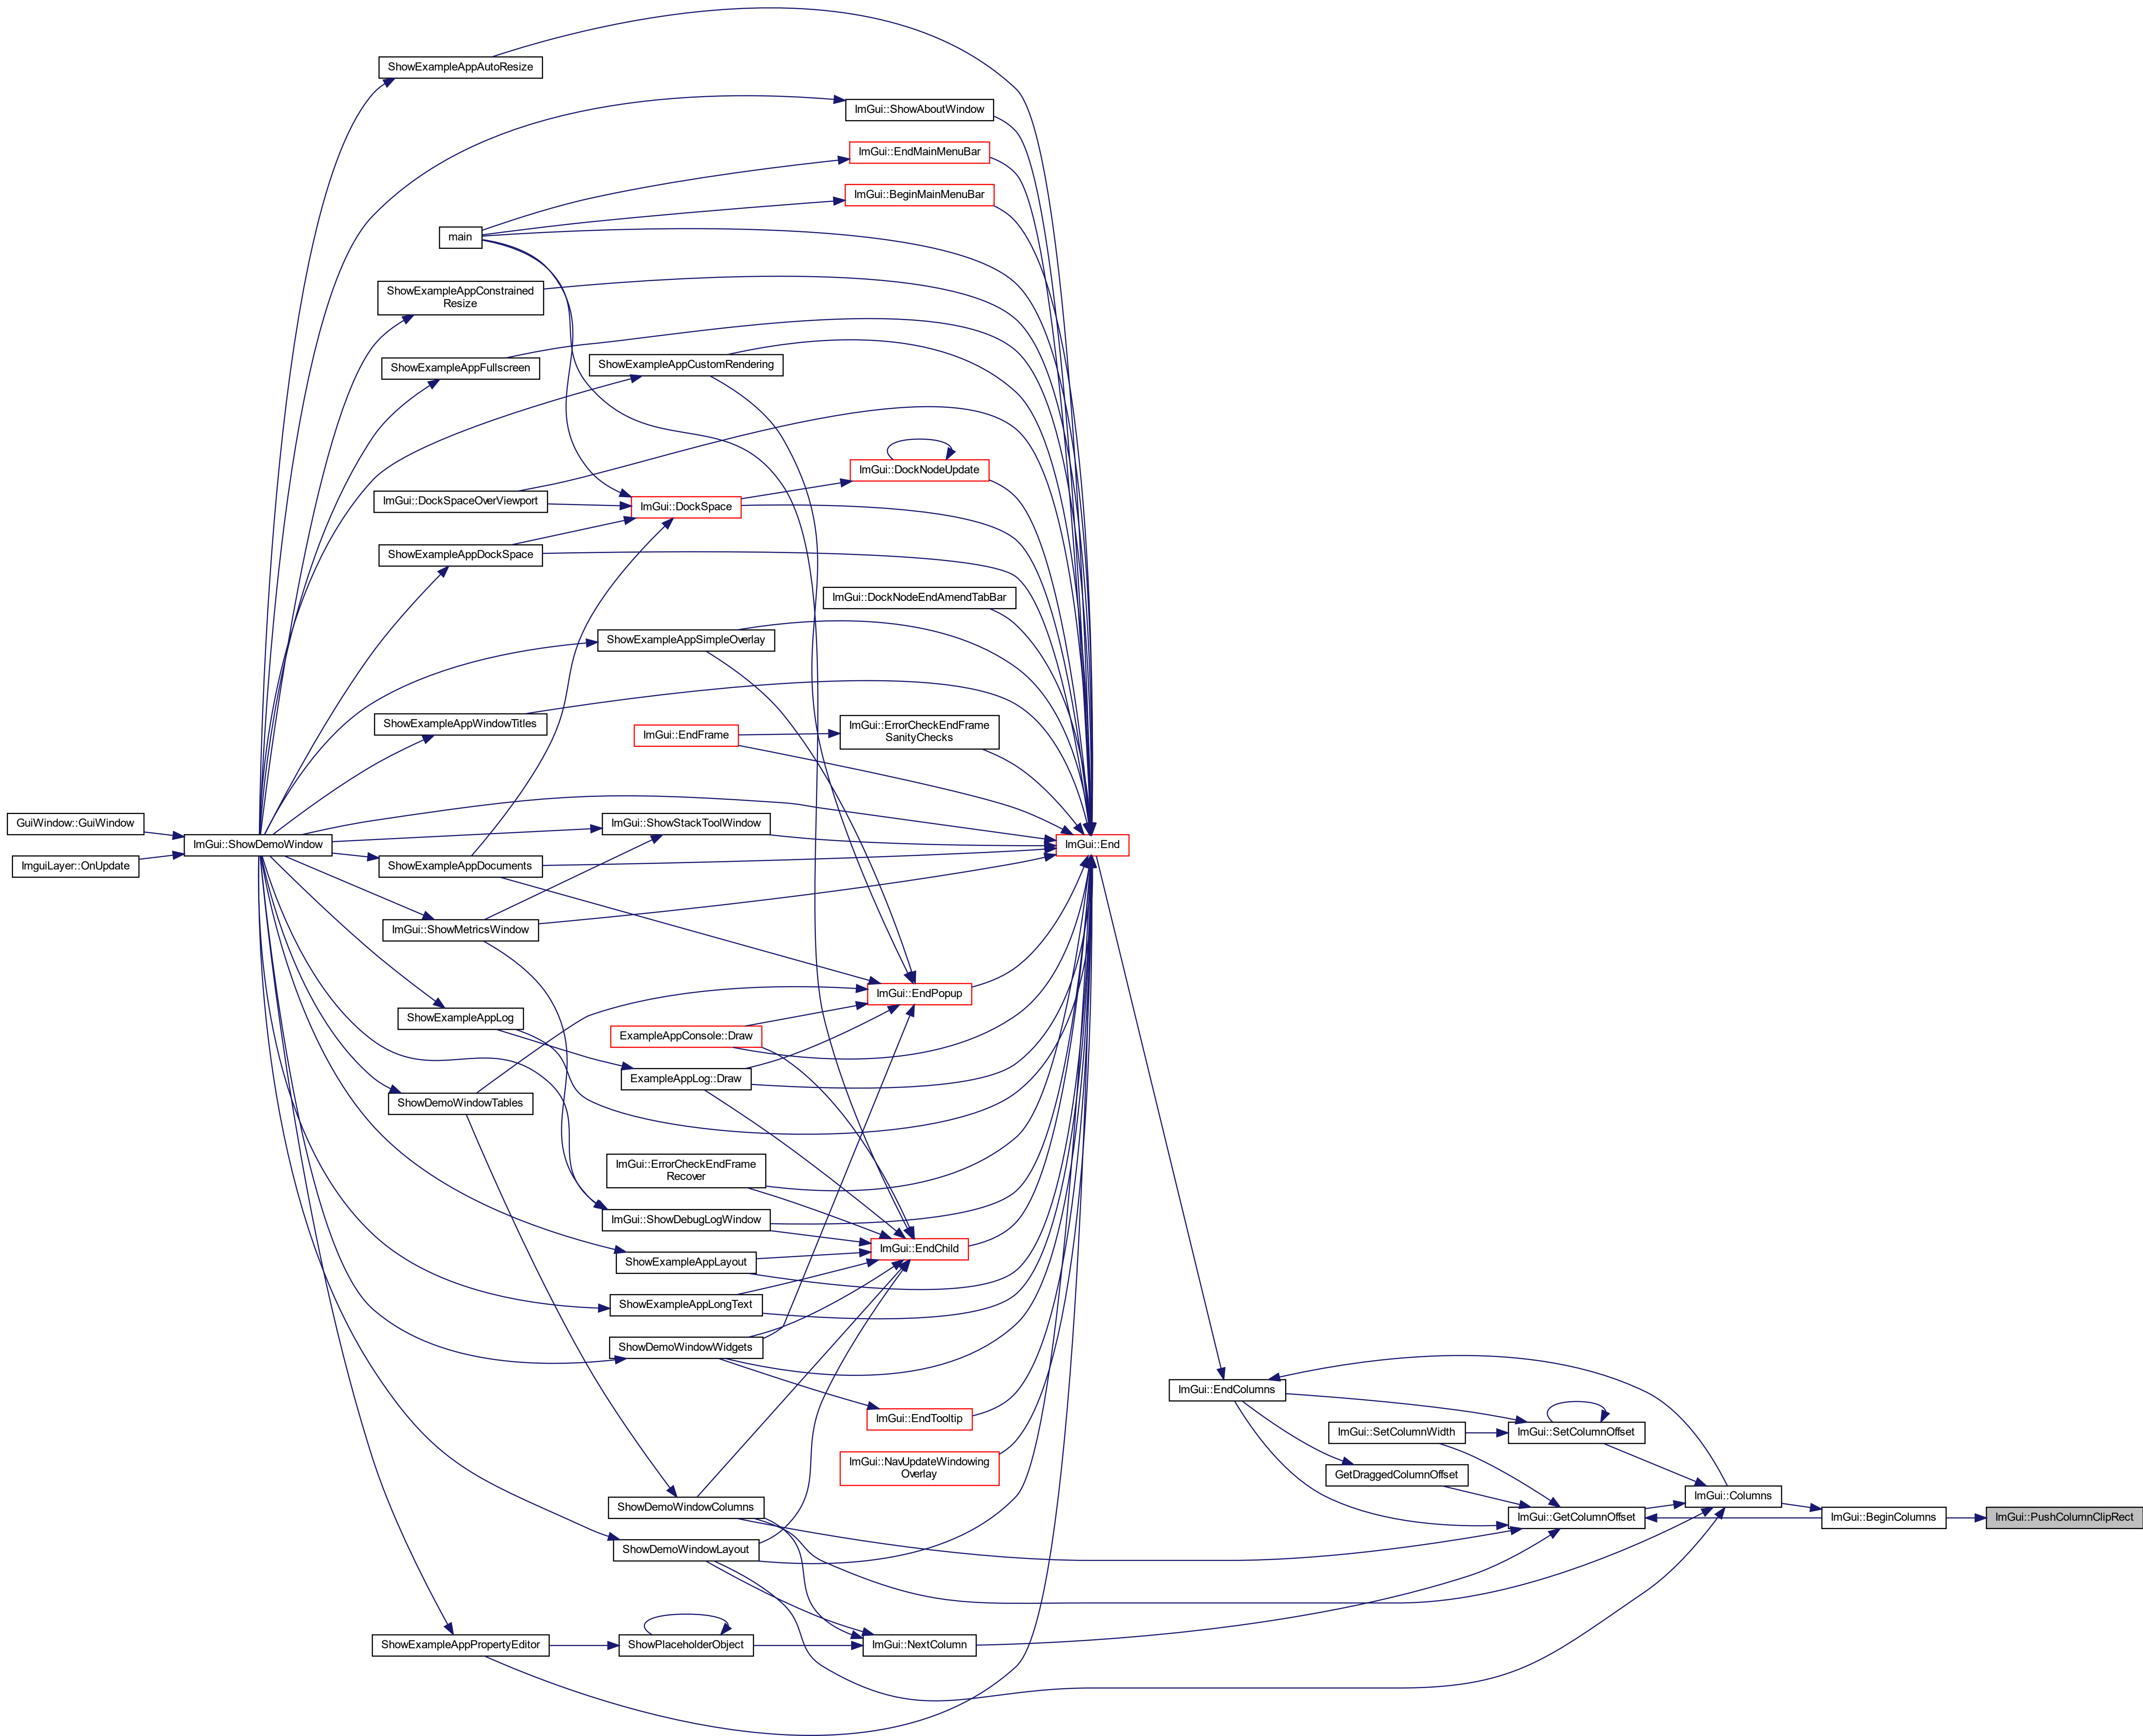 ShowExampleAppAutoResize
ImGui::ShowAboutWindow
ImGui::EndMainMenuBar
ImGui::BeginMainMenuBar
main
ShowExampleAppConstrained
Resize
ShowExampleAppFullscreen
ShowExampleAppCustomRendering
ImGui::DockNodeUpdate
ImGui::DockSpaceOverViewport
ImGui::DockSpace
ShowExampleAppDockSpace
ImGui::DockNodeEndAmendTabBar
ShowExampleAppSimpleOverlay
ShowExampleAppWindowTitles
ImGui::EndFrame
ImGui::ErrorCheckEndFrame
SanityChecks
GuiWindow::GuiWindow
ImGui::ShowStackToolWindow
ImGui::ShowDemoWindow
ImGui::End
ImguiLayer::OnUpdate
ShowExampleAppDocuments
ImGui::ShowMetricsWindow
ImGui::EndPopup
ShowExampleAppLog
ExampleAppConsole::Draw
ExampleAppLog::Draw
ShowDemoWindowTables
ImGui::ErrorCheckEndFrame
Recover
ImGui::ShowDebugLogWindow
ImGui::EndChild
ShowExampleAppLayout
ShowExampleAppLongText
ShowDemoWindowWidgets
ImGui::EndColumns
ImGui::EndTooltip
ImGui::SetColumnWidth
ImGui::SetColumnOffset
ImGui::NavUpdateWindowing
Overlay
GetDraggedColumnOffset
ImGui::Columns
ShowDemoWindowColumns
ImGui::GetColumnOffset
ImGui::BeginColumns
ImGui::PushColumnClipRect
ShowDemoWindowLayout
ShowExampleAppPropertyEditor
ShowPlaceholderObject
ImGui::NextColumn